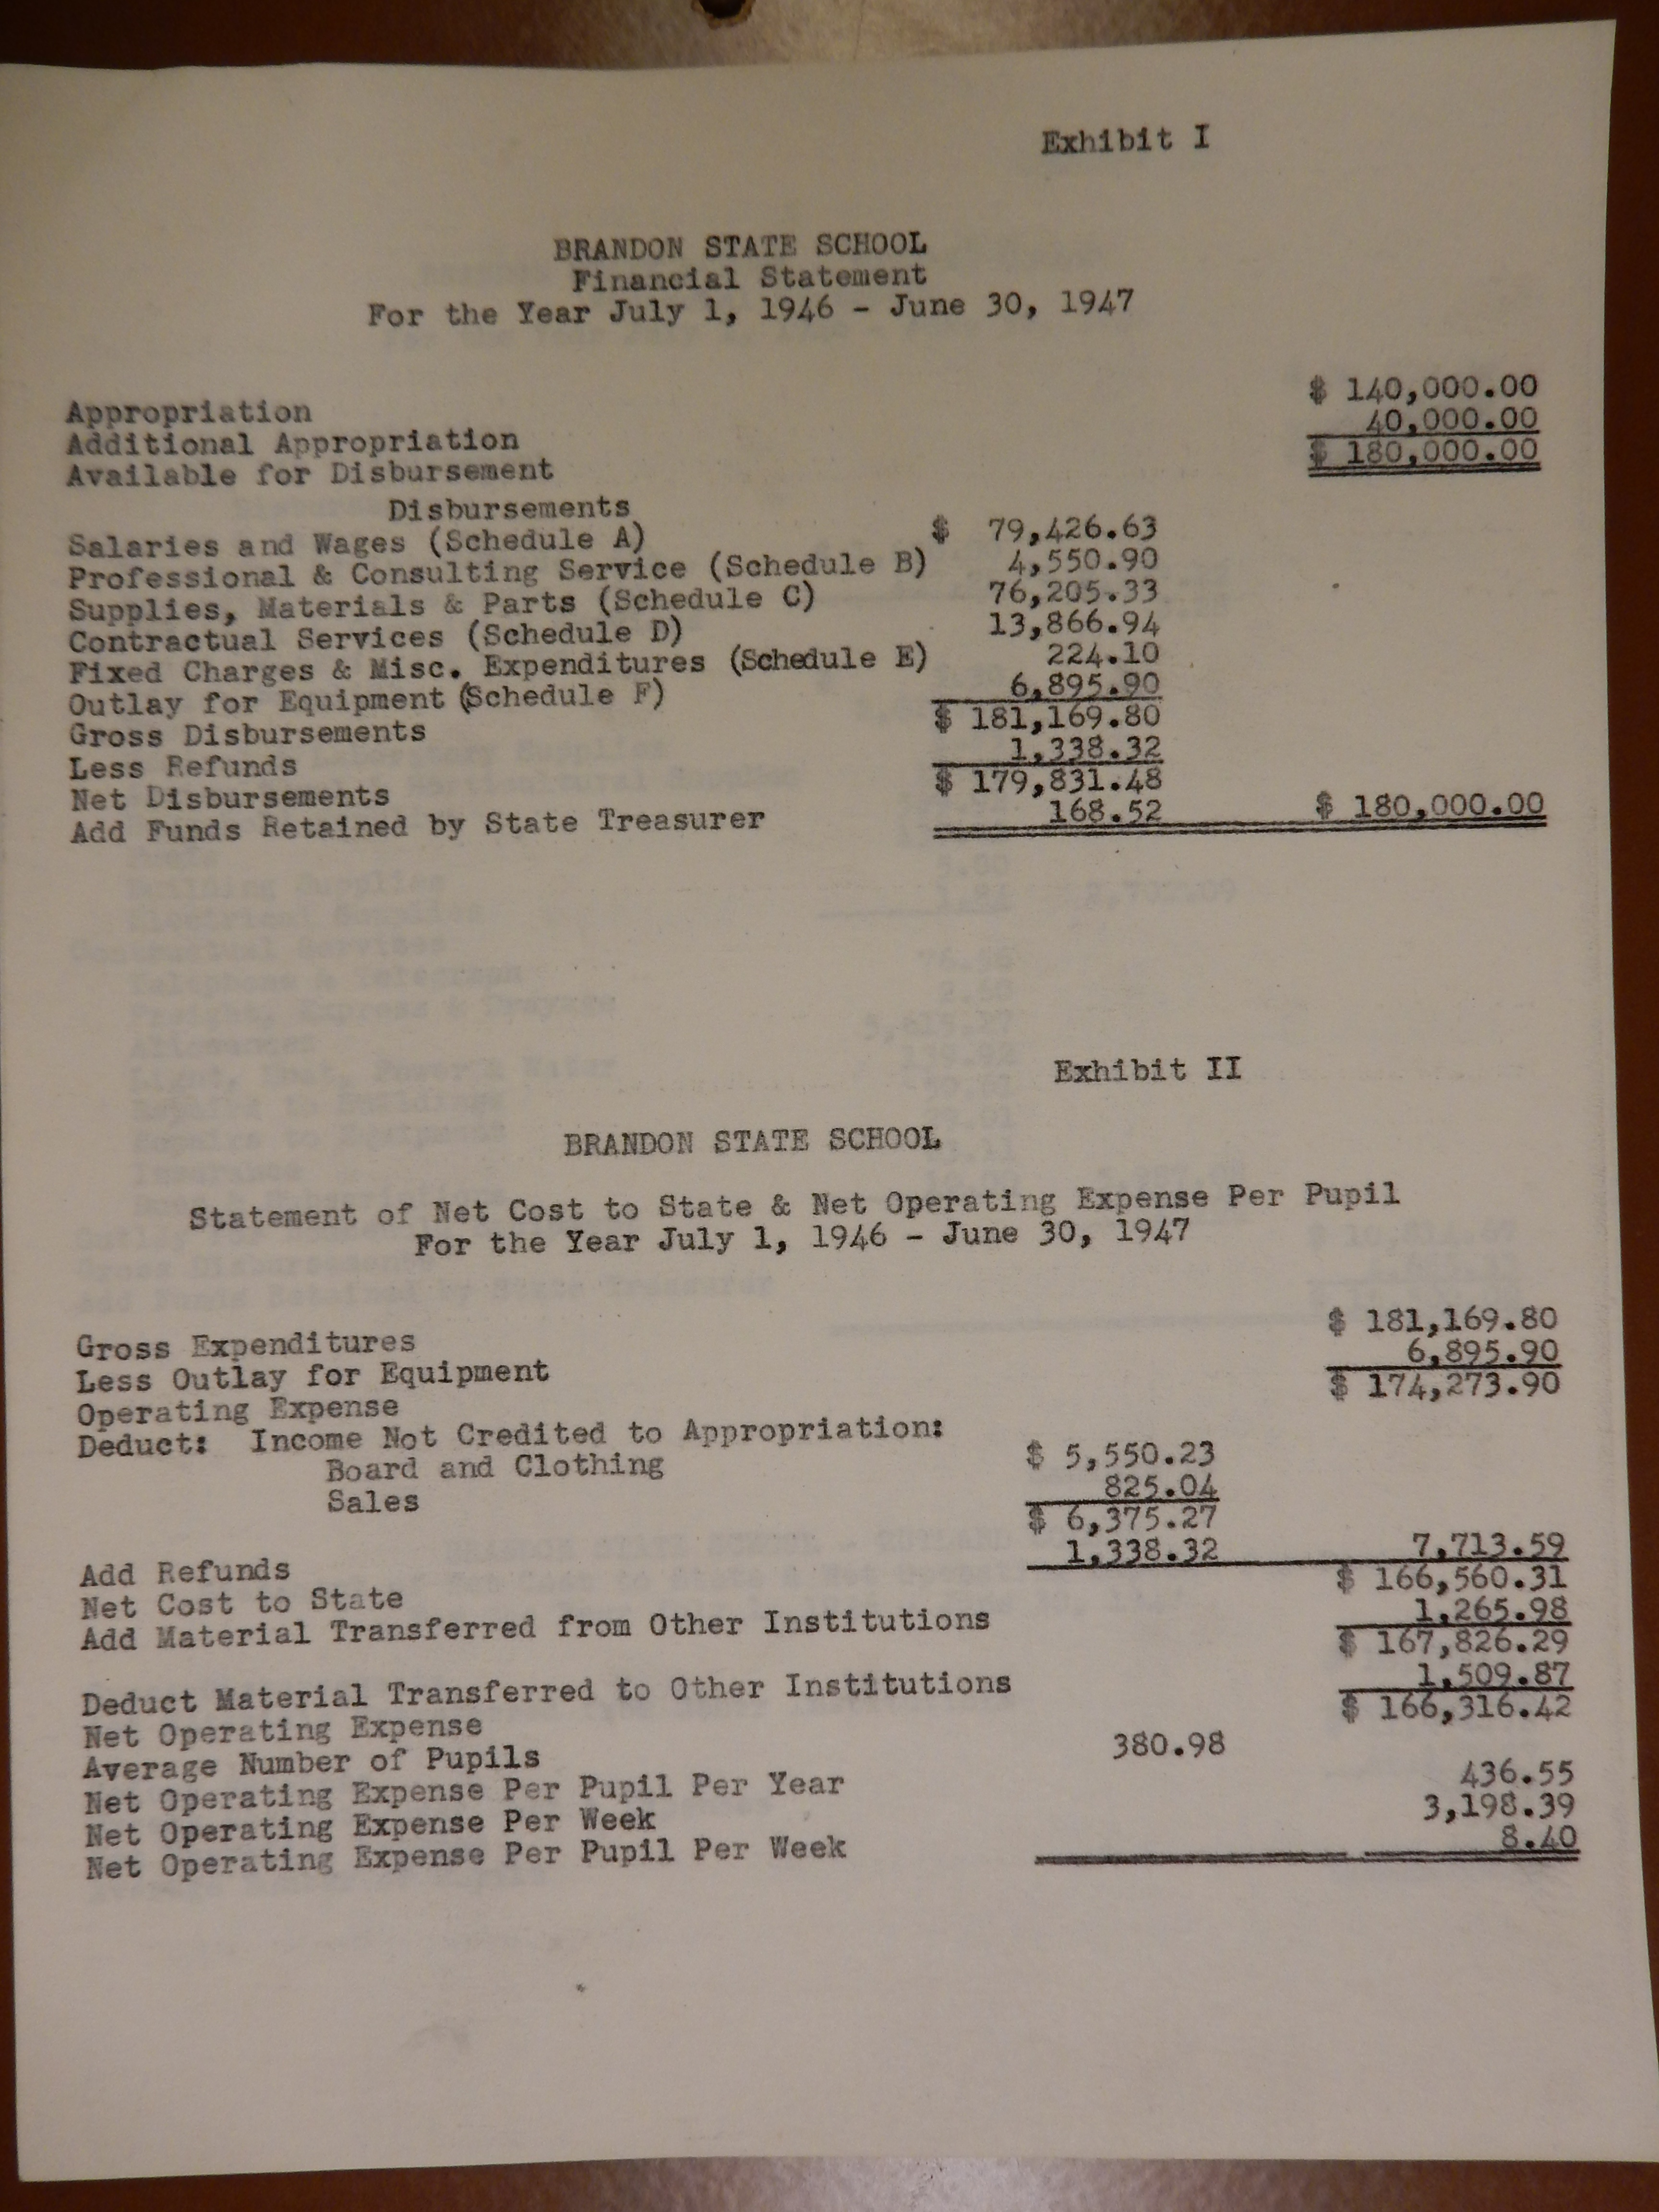 Exhibit I
BRANDON STATE SCHOOL
Financial Statement
For the Year July 1, 1946 - June 30, 1947
Appropriation $ 140,000.00
Additional Appropriation 40,000.00
Available for Disbursement $ 180,000.00
Disbursements
Salaries and Wages (Schedule A) $ 79,426.63
Professional & Consulting Service (Schedule B) 4,550.90
Supplies, Materials & Parts (Schedule C) 76,205.33
Contractual Services (Schedule D) 13,866.94
Fixed Charges & Misc. Expenditures (Schedule E) 224.10
Outlay for Equipment (Schedule F) 6,895.90
Gross Disbursements $ 181,169.80
Less Refunds 1,338.32
Net Disbursements $ 179,831.48
Add Funds Retained by State Treasurer 168.52 $ 180,000.00
Exhibit II
BRANDON STATE SCHOOL
Statement of Net Cost to State & Net Operating Expense Per Pupil
For the Year July 1, 1946 - June 30, 1947
Gross Expenditures $ 181,169.80
Less Outlay for Equipment 6,895.90
Operating Expense $ 174,273.90
Deduct: Income Not Credited to Appropriation:
Board and Clothing $ 5,550.23
Sales 825.04
$ 6,375.27
Add Refunds 1,338.32 7,713.59
Net Cost to State $ 166,560.31
Add Material Transferred from Other Institutions 1,265.98
$ 167,826.29
Deduct Material Transferred to Other Institutions 1,509.87
Net Operating Expense $ 166,316.42
Average Number of Pupils 380.98
Net Operating Expense Per Pupil Per Year 436.55
Net Operating Expense Per Week 3,198.39
Net Operating Expense Per Pupil Per Week 8.40